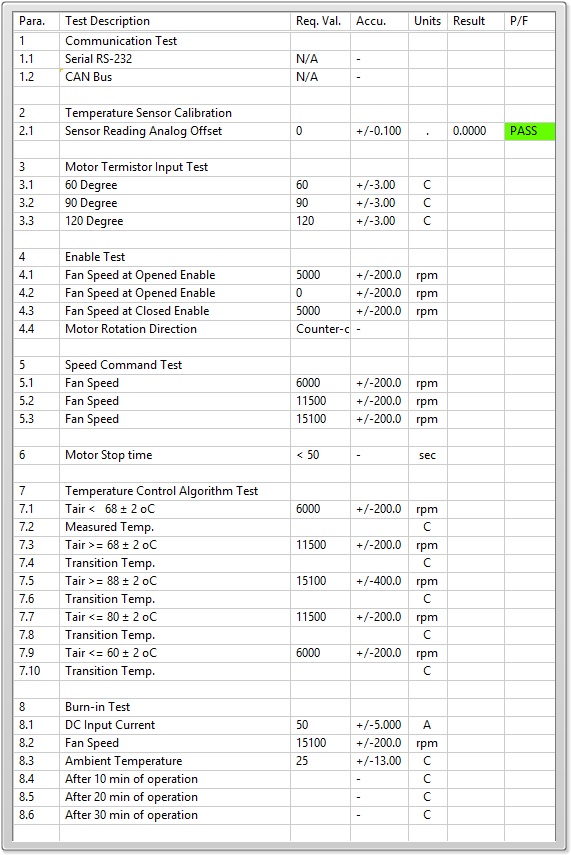 Para. Test Description Req. Val. Accu. Units Result P/F
1 Communication Test
1.1 Serial RS-232 N/A -
1.2 CAN Bus N/A -
2 Temperature Sensor Calibration
2.1 Sensor Reading Analog Offset 0 +/-0.100 . 0.0000 PASS
3 Motor Termistor Input Test
3.1 60 Degree 60 +/-3.00 C
3.2 90 Degree 90 +/-3.00 C
3.3 120 Degree 120 +/-3.00 C
4 Enable Test
4.1 Fan Speed at Opened Enable 5000 +/-200.0 rpm
4.2 Fan Speed at Opened Enable 0 +/-200.0 rpm
4.3 Fan Speed at Closed Enable 5000 +/-200.0 rpm
4.4 Motor Rotation Direction Counter-c -
5 Speed Command Test
5.1 Fan Speed 6000 +/-200.0 rpm
5.2 Fan Speed 11500 +/-200.0 rpm
5.3 Fan Speed 15100 +/-200.0 rpm
6 Motor Stop time < 50 - sec
7 Temperature Control Algorithm Test
7.1 Tair < 68 ± 2 oC 6000 +/-200.0 rpm
7.2 Measured Temp. C
7.3 Tair >= 68 ± 2 oC 11500 +/-200.0 rpm
7.4 Transition Temp. C
7.5 Tair >= 88 ± 2 oC 15100 +/-400.0 rpm
7.6 Transition Temp. C
7.7 Tair <= 80 ± 2 oC 11500 +/-200.0 rpm
7.8 Transition Temp. C
7.9 Tair <= 60 ± 2 oC 6000 +/-200.0 rpm
7.10 Transition Temp. C
8 Burn-in Test
8.1 DC Input Current 50 +/-5.000 A
8.2 Fan Speed 15100 +/-200.0 rpm
8.3 Ambient Temperature 25 +/-13.00 C
8.4 After 10 min of operation - C
8.5 After 20 min of operation - C
8.6 After 30 min of operation - C